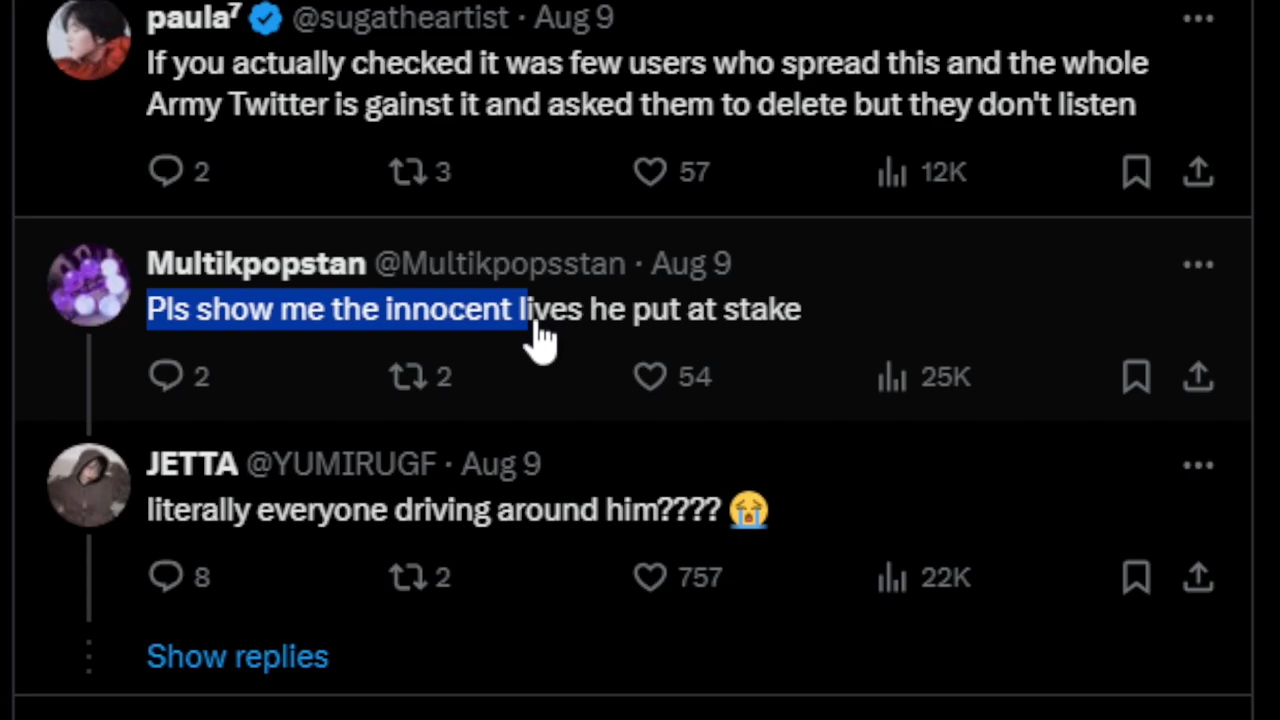 paula⁷ @sugatheartist · Aug 9
If you actually checked it was few users who spread this and the whole
Army Twitter is gainst it and asked them to delete but they don't listen
2 3 57 12K
Multikpopstan @Multikpopsstan · Aug 9
Pls show me the innocent lives he put at stake
2 2 54 25K
JETTA @YUMIRUGF · Aug 9
literally everyone driving around him???? 😭
8 2 757 22K
Show replies